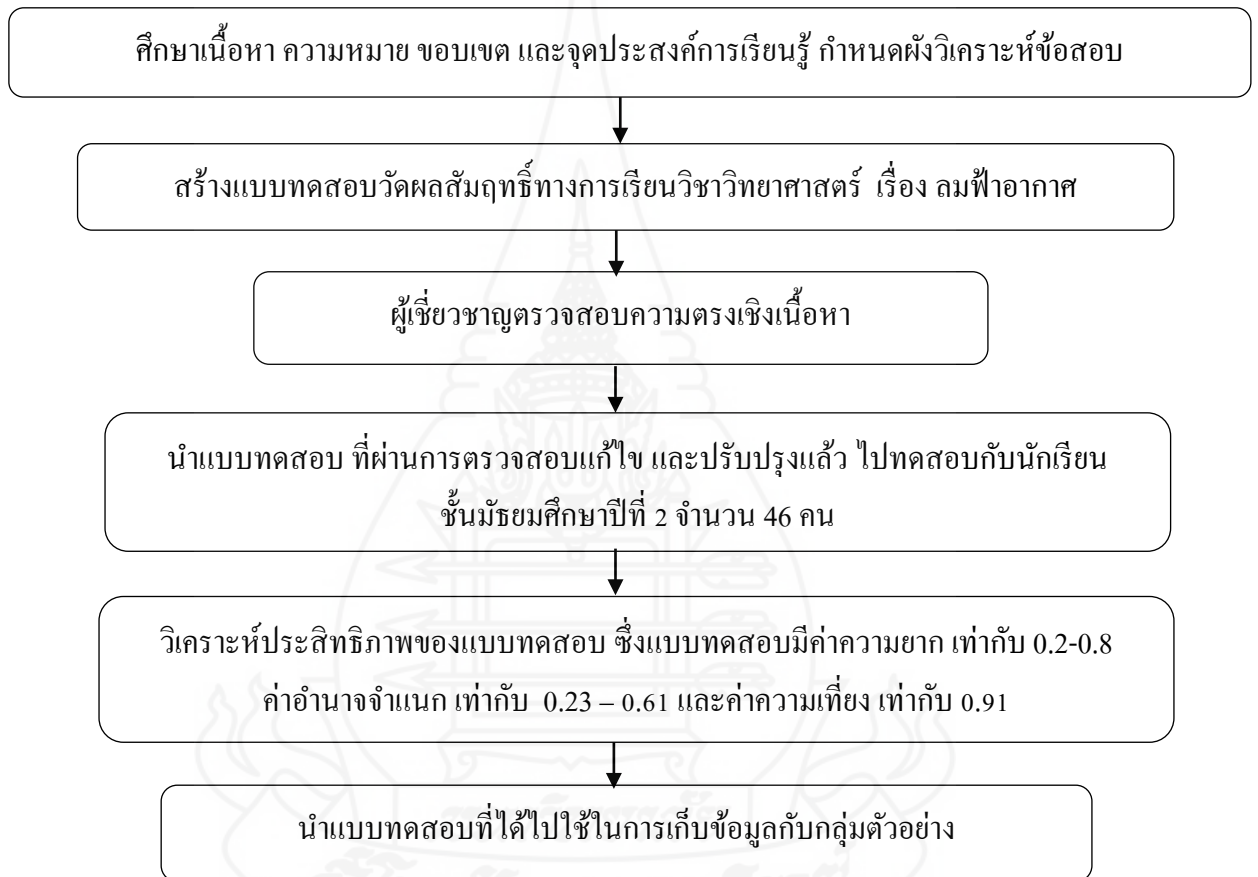 ศึกษาเนื้อหา ความหมาย ขอบเขต และจุดประสงค์การเรียนรู้ กำหนดผังวิเคราะห์ข้อสอบ
สร้างแบบทดสอบวัดผลสัมฤทธิ์ทางการเรียนวิชาวิทยาศาสตร์ เรื่อง ลมฟ้าอากาศ
ผู้เชี่ยวชาญตรวจสอบความตรงเชิงเนื้อหา
นำแบบทดสอบ ที่ผ่านการตรวจสอบแก้ไข และปรับปรุงแล้ว ไปทดสอบกับนักเรียน
ชั้นมัธยมศึกษาปีที่ 2 จำนวน 46 คน
วิเคราะห์ประสิทธิภาพของแบบทดสอบ ซึ่งแบบทดสอบมีค่าความยาก เท่ากับ 0.2-0.8
ค่าอำนาจจำแนก เท่ากับ 0.23 – 0.61 และค่าความเที่ยง เท่ากับ 0.91
นำแบบทดสอบที่ได้ไปใช้ในการเก็บข้อมูลกับกลุ่มตัวอย่าง